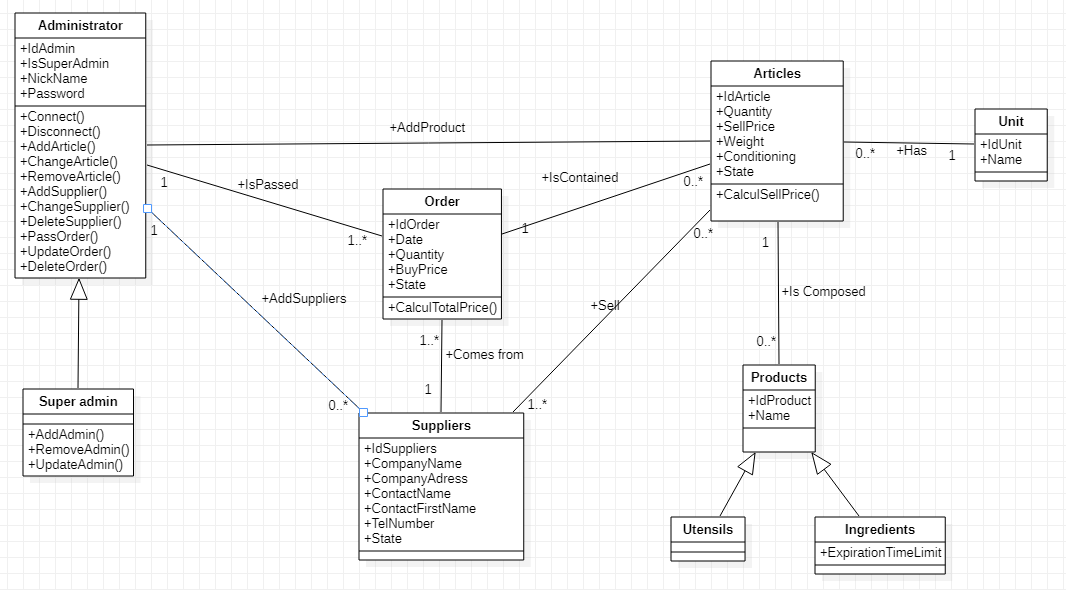 Administrator
+IdAdmin
+IsSuperAdmin
+NickName
+Password
+Connect()
+Disconnect()
+AddArticle()
+ChangeArticle()
+RemoveArticle()
+AddSupplier()
+ChangeSupplier()
+DeleteSupplier()
+PassOrder()
+UpdateOrder()
+DeleteOrder()
+AddProduct
Articles
+IdArticle
+Quantity
+SellPrice
+Weight
+Conditioning
+State
+CalculSellPrice()
0..*
+Has
1
Unit
+IdUnit
+Name
1
+IsPassed
1..*
Order
+IdOrder
+Date
+Quantity
+BuyPrice
+State
+CalculTotalPrice()
1
+IsContained
0..*
1
+AddSuppliers
0..*
1..*
+Comes from
1
0..*
+Sell
1..*
1
+Is Composed
0..*
Super admin
+AddAdmin()
+RemoveAdmin()
+UpdateAdmin()
Suppliers
+IdSuppliers
+CompanyName
+CompanyAdress
+ContactName
+ContactFirstName
+TelNumber
+State
Products
+IdProduct
+Name
Utensils
Ingredients
+ExpirationTimeLimit